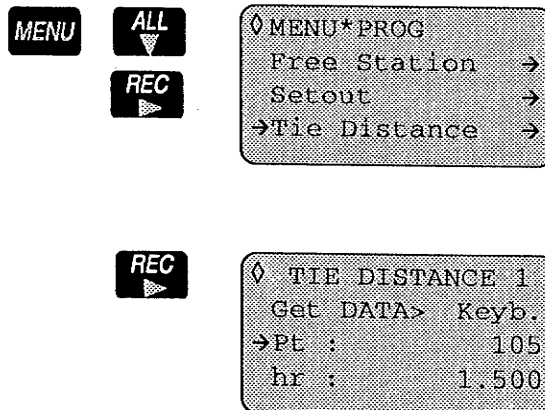 MENU
ALL
REC
◊ MENU*PROG
Free Station →
Setout →
→Tie Distance →
REC
◊ TIE DISTANCE 1
Get DATA> Keyb.
→Pt : 105
hr : 1.500